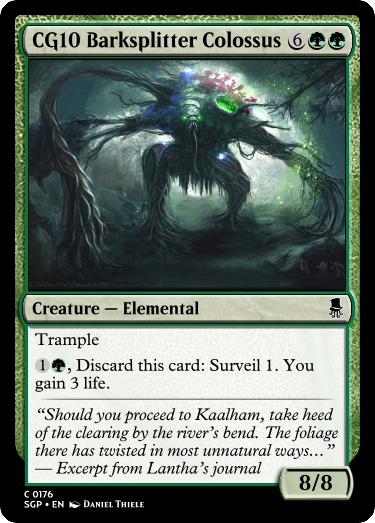 CG10 Barksplitter Colossus 6
Creature — Elemental
Trample
1, Discard this card: Surveil 1. You
gain 3 life.
“Should you proceed to Kaalham, take heed
of the clearing by the river’s bend. The foliage
there has twisted in most unnatural ways…”
— Excerpt from Lantha’s journal
8/8
C 0176
SGP • EN Daniel Thiele